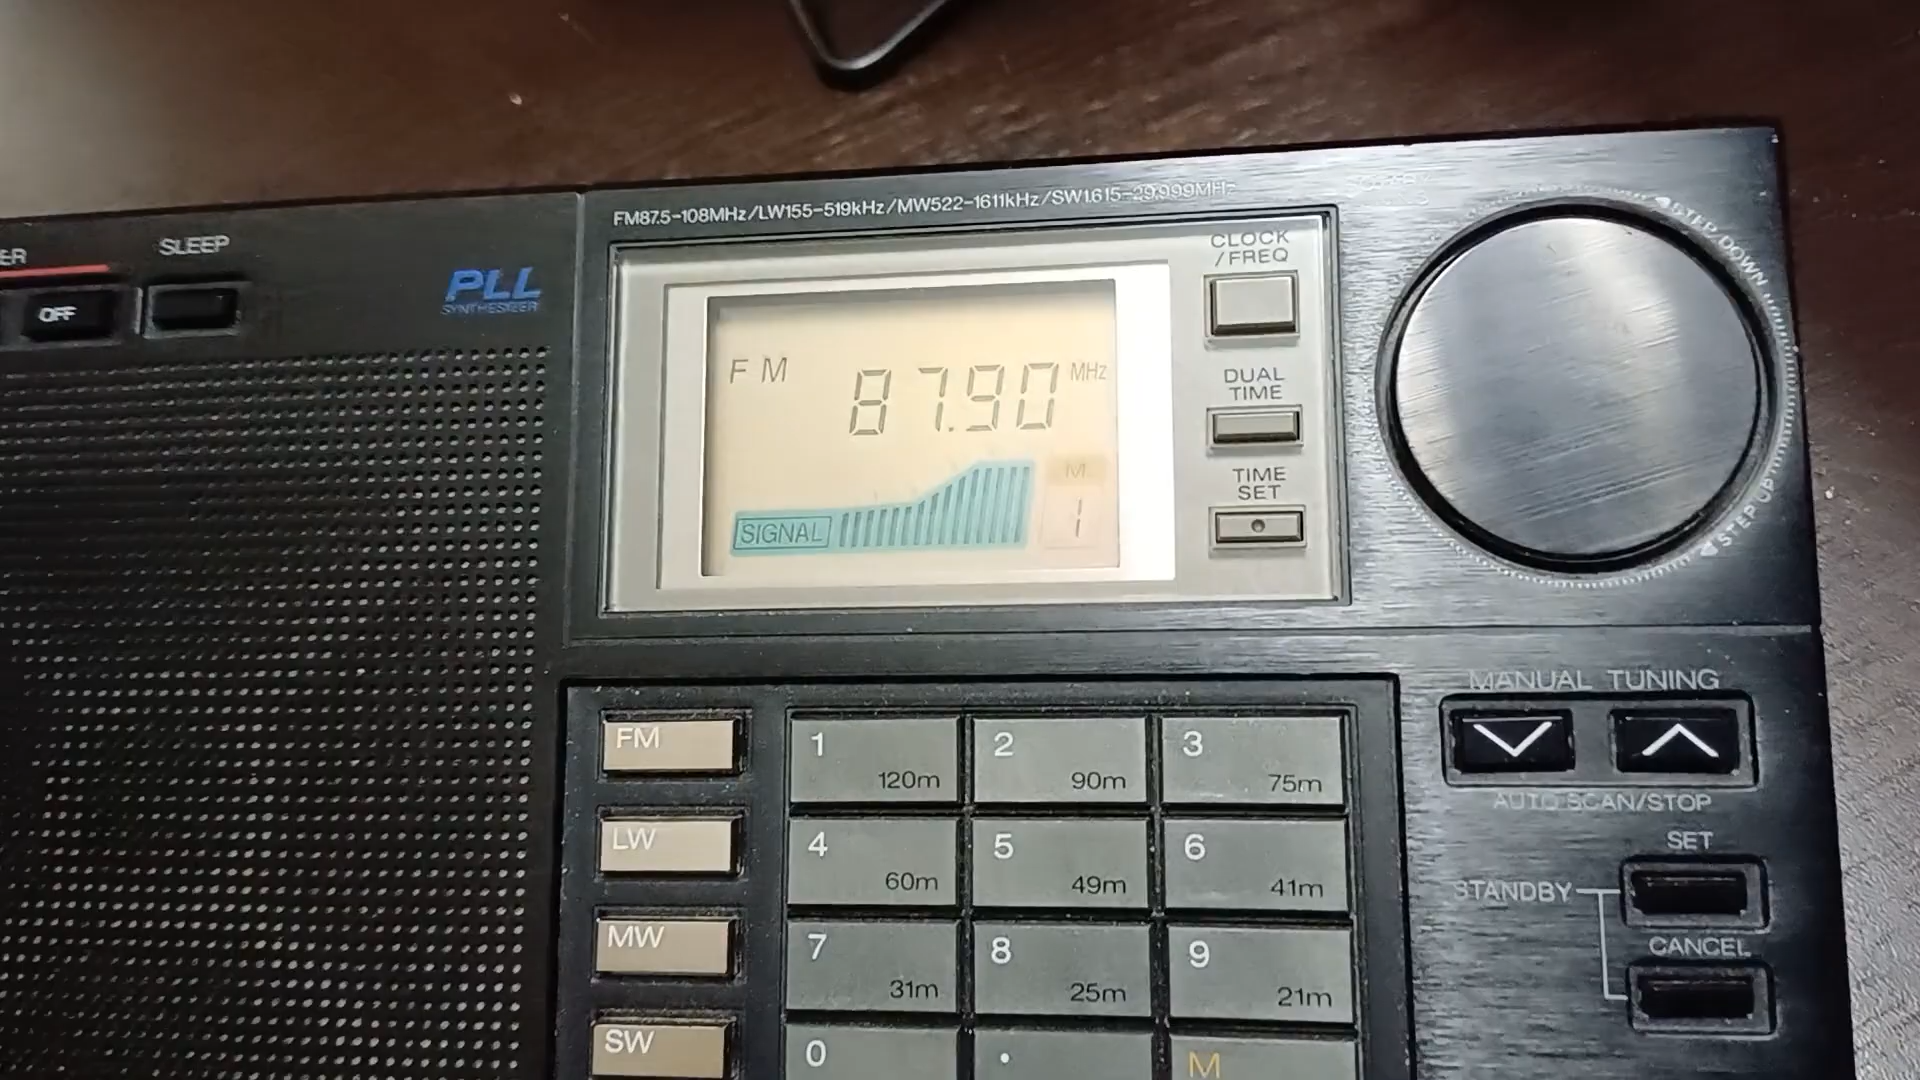 FM87.5-108MHz/LW155-519kHz/MW522-1611kHz/SW1.615-29.999MHz
ER
SLEEP
OFF
PLL
SYNTHESIZER
FM 87.90 MHz
SIGNAL
M
1
CLOCK
/FREQ
DUAL
TIME
TIME
SET
STEP DOWN
STEP UP
FM
LW
MW
SW
1 120m
2 90m
3 75m
4 60m
5 49m
6 41m
7 31m
8 25m
9 21m
0
.
M
MANUAL TUNING
AUTO SCAN/STOP
SET
STANDBY
CANCEL